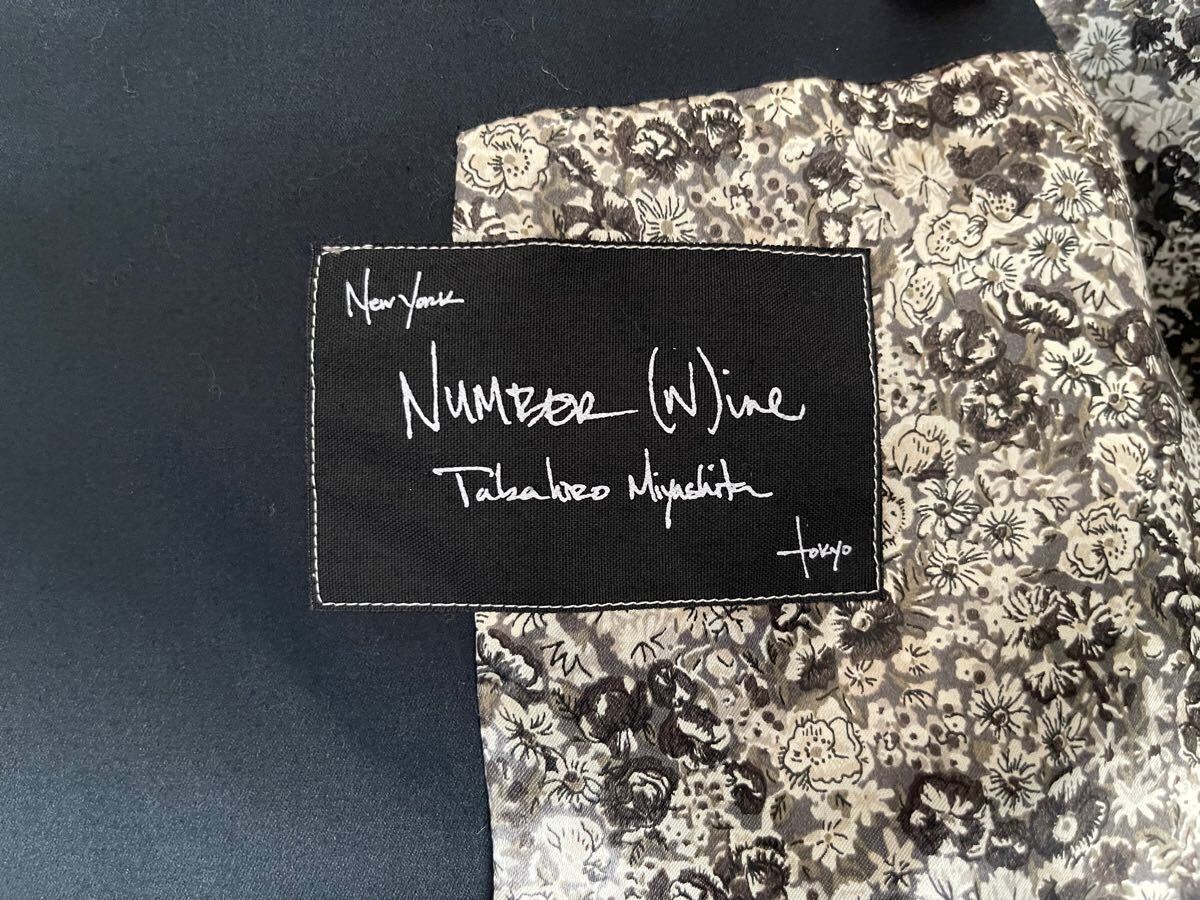 New York
NUMBER (N)ine
Takahiro Miyashita
tokyo